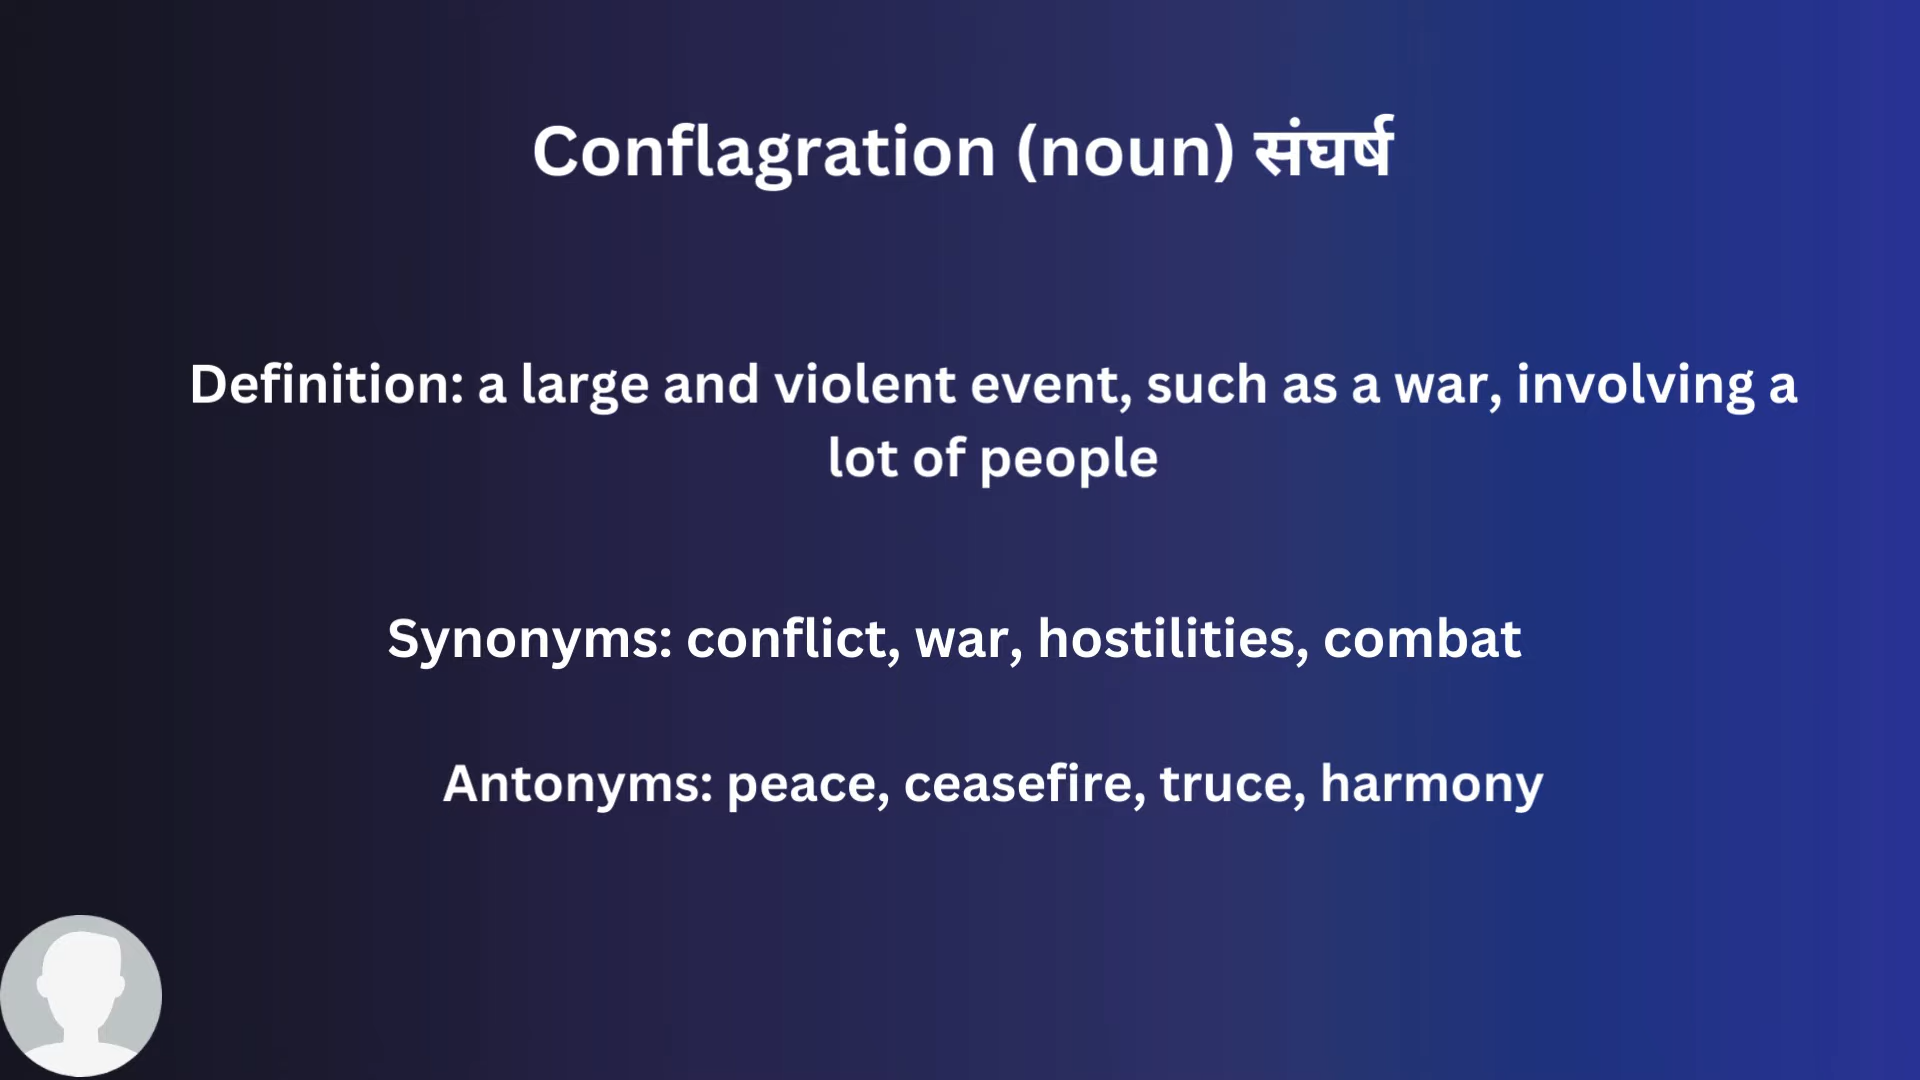 Conflagration (noun) संघर्ष
Definition: a large and violent event, such as a war, involving a
lot of people
Synonyms: conflict, war, hostilities, combat
Antonyms: peace, ceasefire, truce, harmony